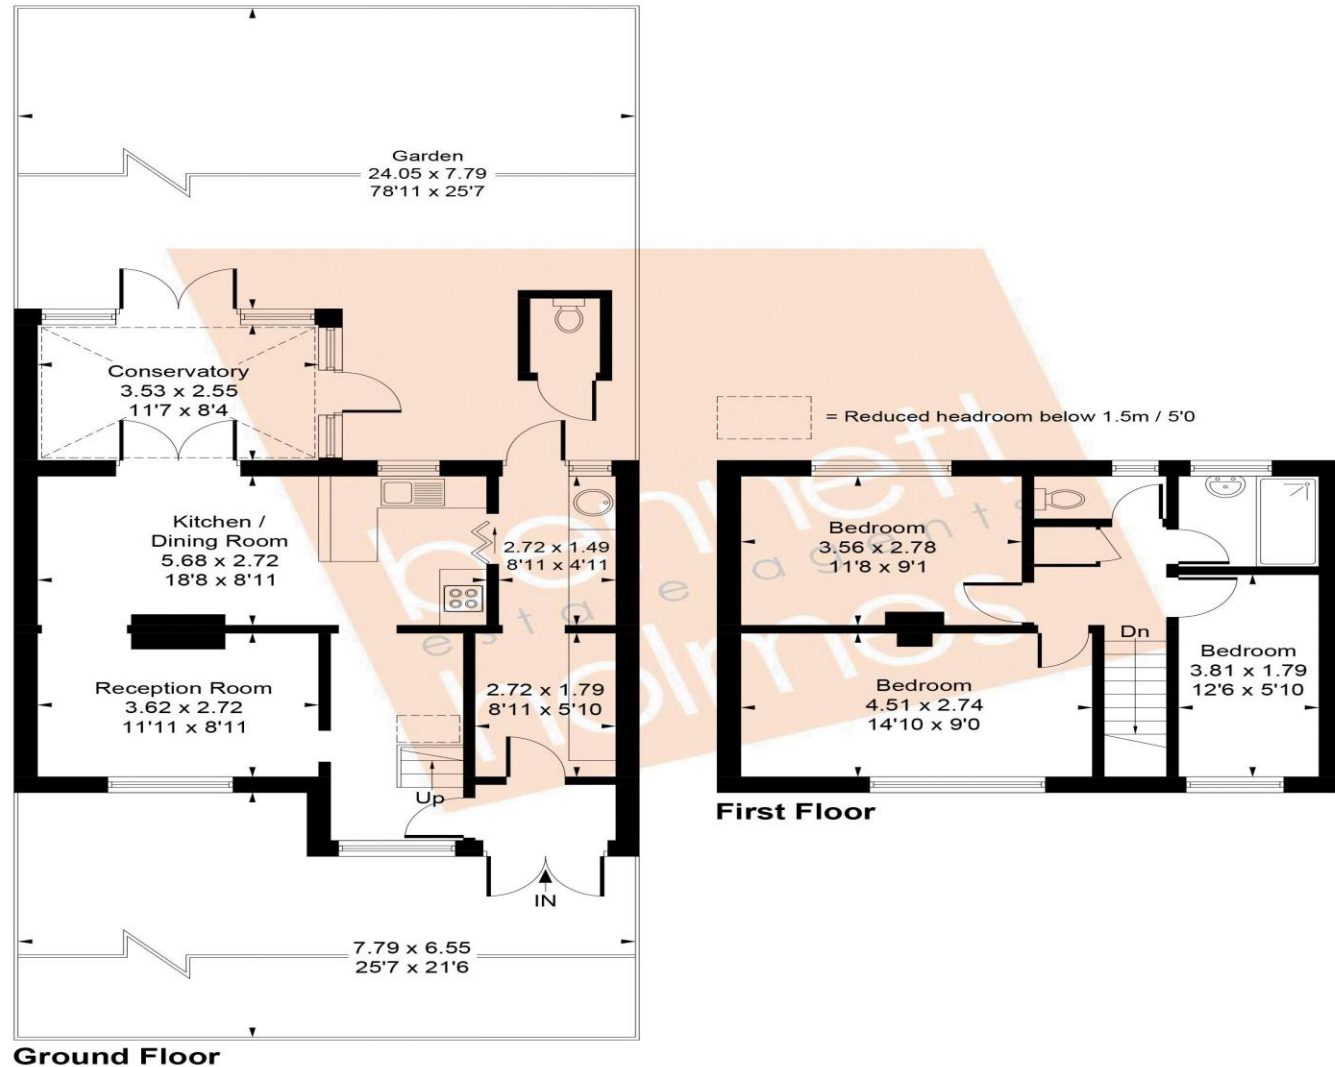 Garden
24.05 x 7.79
78'11 x 25'7
Conservatory
3.53 x 2.55
11'7 x 8'4
= Reduced headroom below 1.5m / 5'0
Kitchen /
Dining Room
5.68 x 2.72
18'8 x 8'11
2.72 x 1.49
8'11 x 4'11
Reception Room
3.62 x 2.72
11'11 x 8'11
2.72 x 1.79
8'11 x 5'10
Up
IN
7.79 x 6.55
25'7 x 21'6
Ground Floor
Bedroom
3.56 x 2.78
11'8 x 9'1
Dn
Bedroom
3.81 x 1.79
12'6 x 5'10
Bedroom
4.51 x 2.74
14'10 x 9'0
First Floor
bennett
estate agents
holmes